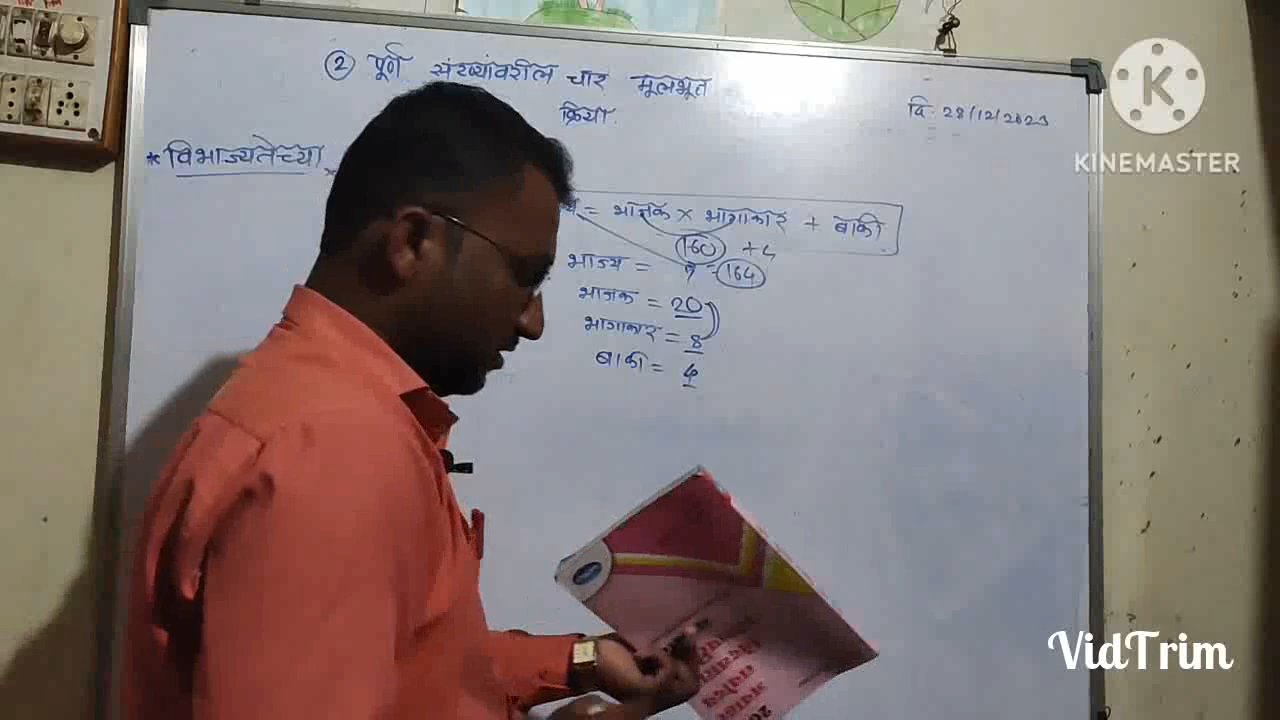 ② पूर्ण संख्यांवरील चार मूलभूत
क्रिया.
दि: 28/12/2023
* विभाज्यतेच्या
= भाजक × भागाकार + बाकी
160 + 4
भाज्य = ? = 164
भाजक = 20
भागाकार = 8
बाकी = 4
KINEMASTER
VidTrim